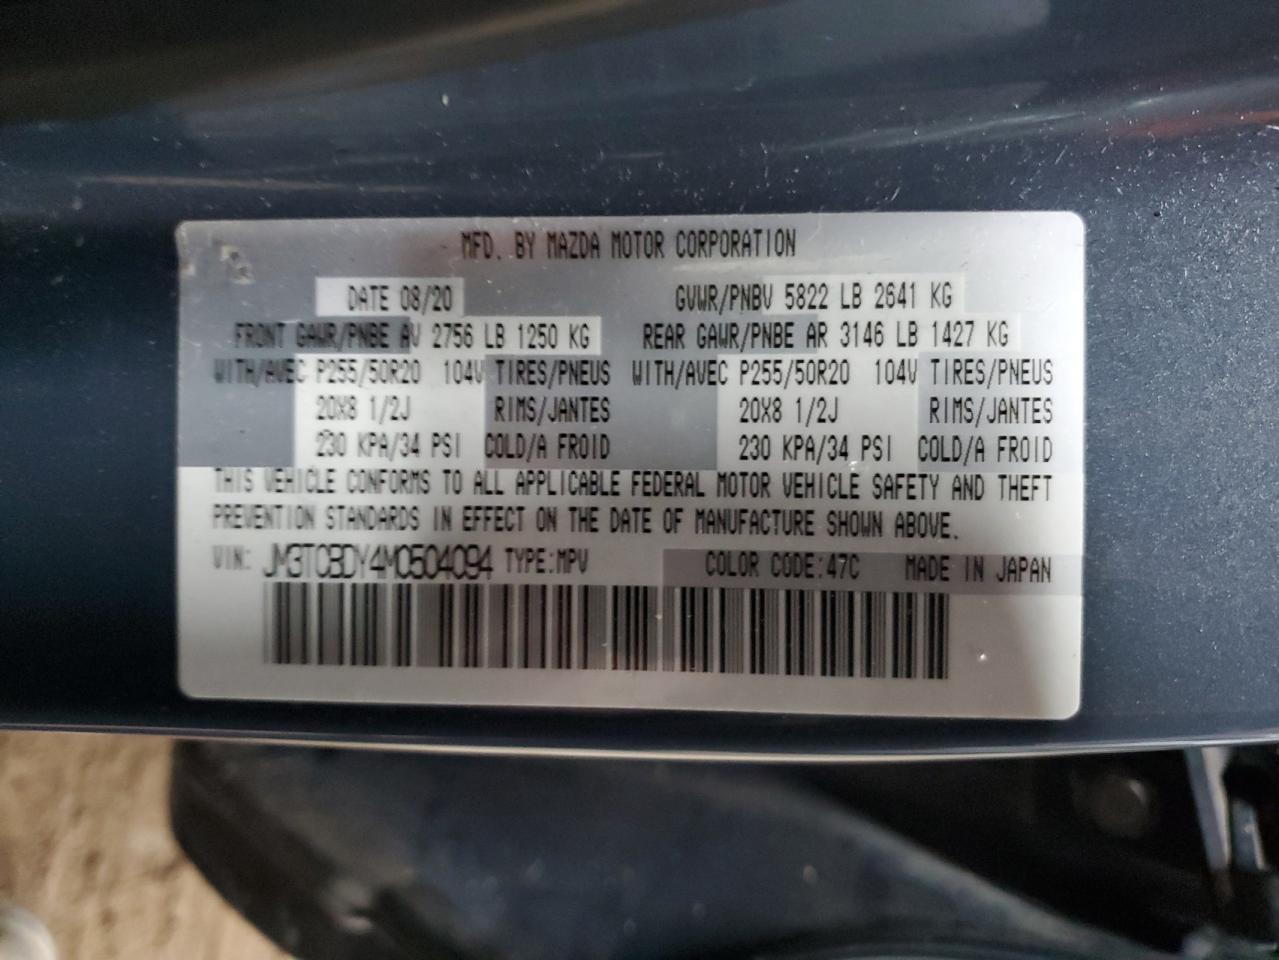 MFD. BY MAZDA MOTOR CORPORATION
DATE 08/20 GVWR/PNBV 5822 LB 2641 KG
FRONT GAWR/PNBE AV 2756 LB 1250 KG REAR GAWR/PNBE AR 3146 LB 1427 KG
WITH/AVEC P255/50R20 104V TIRES/PNEUS WITH/AVEC P255/50R20 104V TIRES/PNEUS
20X8 1/2J RIMS/JANTES 20X8 1/2J RIMS/JANTES
230 KPA/34 PSI COLD/A FROID 230 KPA/34 PSI COLD/A FROID
THIS VEHICLE CONFORMS TO ALL APPLICABLE FEDERAL MOTOR VEHICLE SAFETY AND THEFT
PREVENTION STANDARDS IN EFFECT ON THE DATE OF MANUFACTURE SHOWN ABOVE.
VIN: JM3TCBDY4M0504094 TYPE:MPV COLOR CODE:47C MADE IN JAPAN